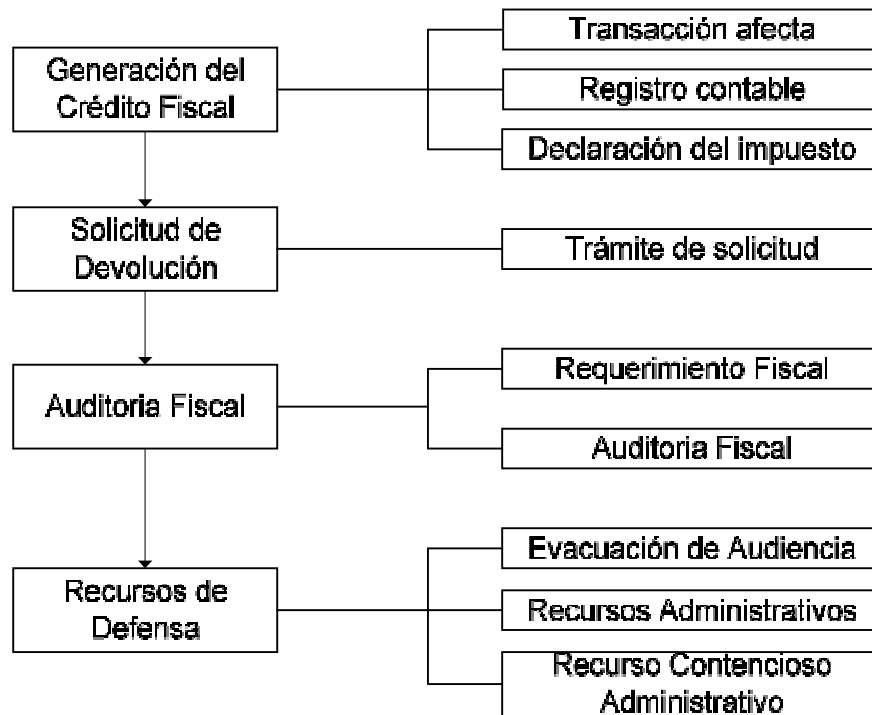 Generación del
Crédito Fiscal
Transacción afecta
Registro contable
Declaración del impuesto
Solicitud de
Devolución
Trámite de solicitud
Auditoria Fiscal
Requerimiento Fiscal
Auditoria Fiscal
Recursos de
Defensa
Evacuación de Audiencia
Recursos Administrativos
Recurso Contencioso
Administrativo